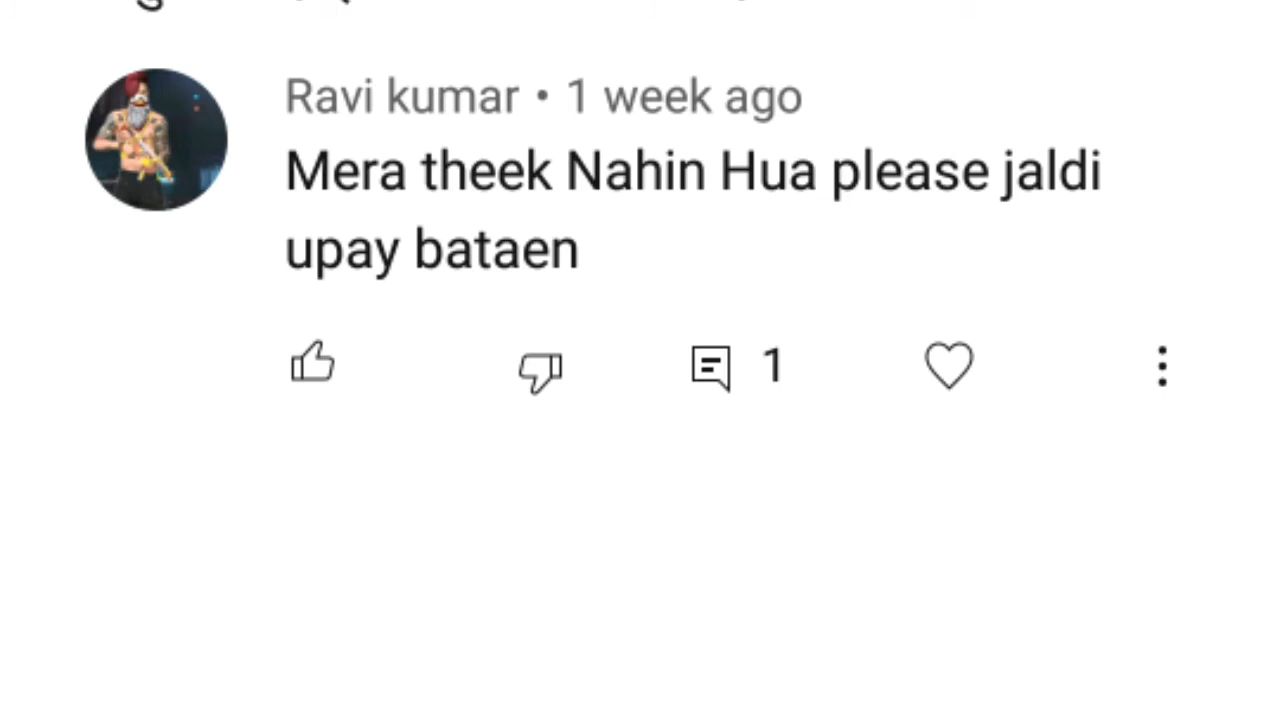 Ravi kumar • 1 week ago
Mera theek Nahin Hua please jaldi
upay bataen
1